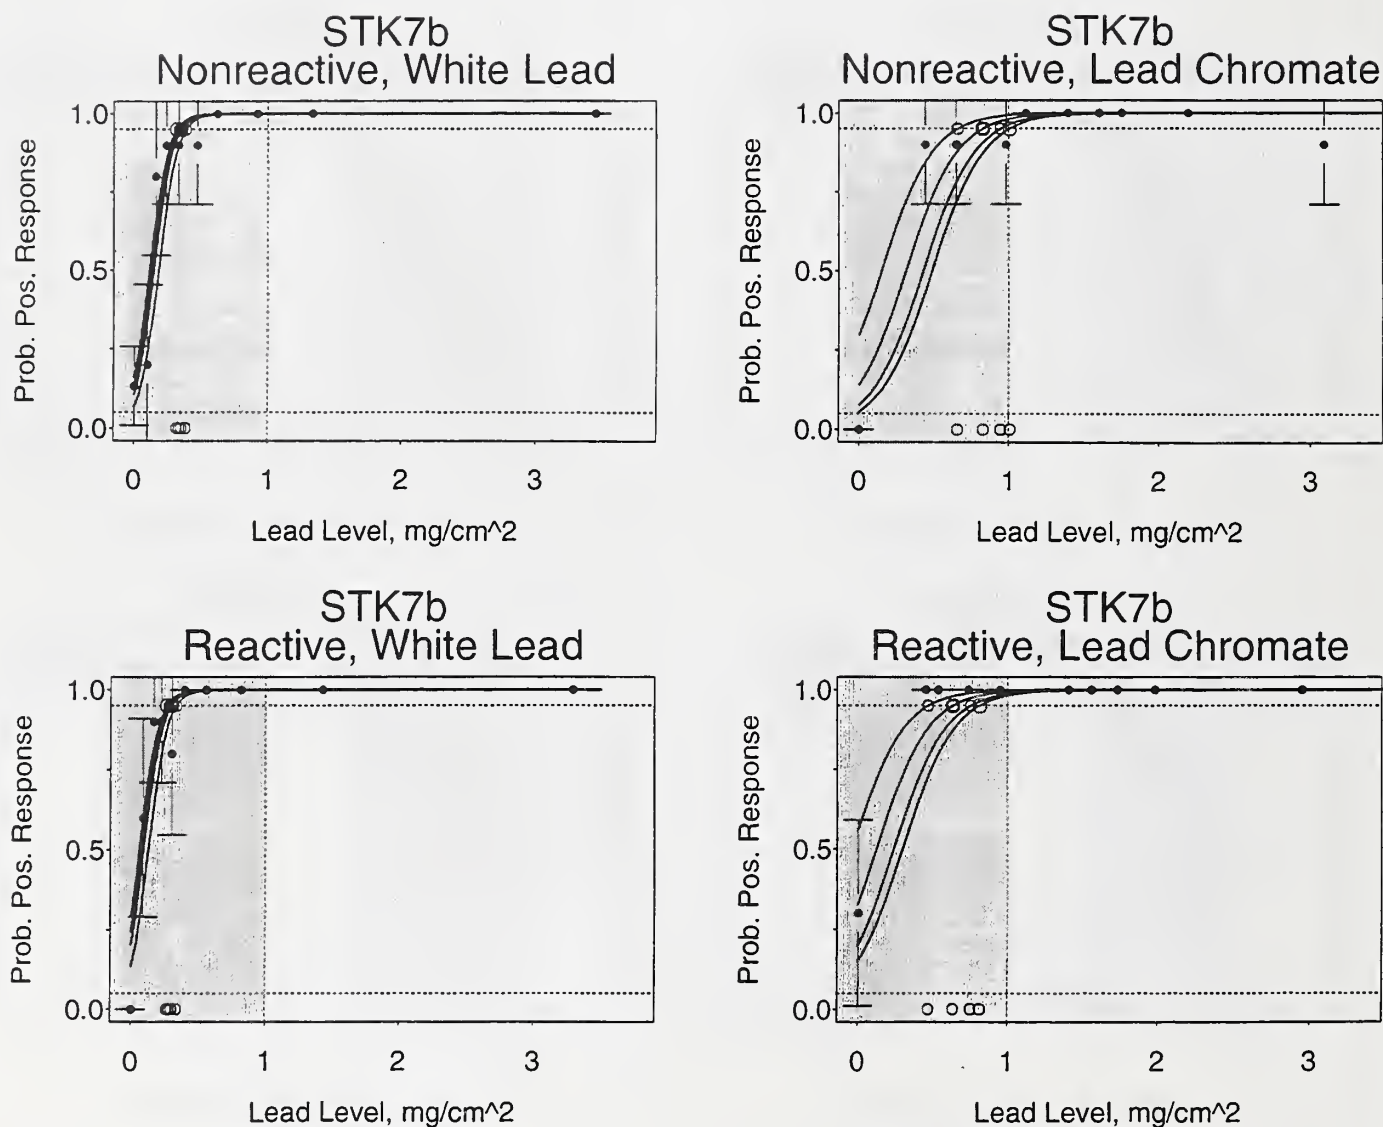 STK7b
Nonreactive, White Lead
Prob. Pos. Response
1.0
0.5
0.0
0 1 2 3
Lead Level, mg/cm^2
STK7b
Nonreactive, Lead Chromate
Prob. Pos. Response
1.0
0.5
0.0
0 1 2 3
Lead Level, mg/cm^2
STK7b
Reactive, White Lead
Prob. Pos. Response
1.0
0.5
0.0
0 1 2 3
Lead Level, mg/cm^2
STK7b
Reactive, Lead Chromate
Prob. Pos. Response
1.0
0.5
0.0
0 1 2 3
Lead Level, mg/cm^2